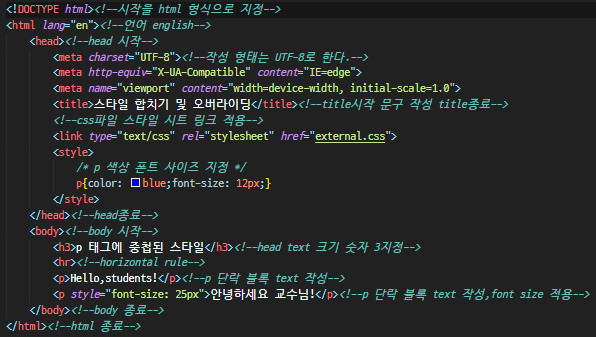 <!DOCTYPE html><!--시작을 html 형식으로 지정-->
<html lang="en"><!--언어 english-->
<head><!--head 시작-->
<meta charset="UTF-8"><!--작성 형태는 UTF-8로 한다.-->
<meta http-equiv="X-UA-Compatible" content="IE=edge">
<meta name="viewport" content="width=device-width, initial-scale=1.0">
<title>스타일 합치기 및 오버라이딩</title><!--title시작 문구 작성 title종료-->
<!--css파일 스타일 시트 링크 적용-->
<link type="text/css" rel="stylesheet" href="external.css">
<style>
/* p 색상 폰트 사이즈 지정 */
p{color: blue;font-size: 12px;}
</style>
</head><!--head종료-->
<body><!--body 시작-->
<h3>p 태그에 중첩된 스타일</h3><!--head text 크기 숫자 3지정-->
<hr><!--horizontal rule-->
<p>Hello,students!</p><!--p 단락 블록 text 작성-->
<p style="font-size: 25px">안녕하세요 교수님!</p><!--p 단락 블록 text 작성,font size 적용-->
</body><!--body 종료-->
</html><!--html 종료-->